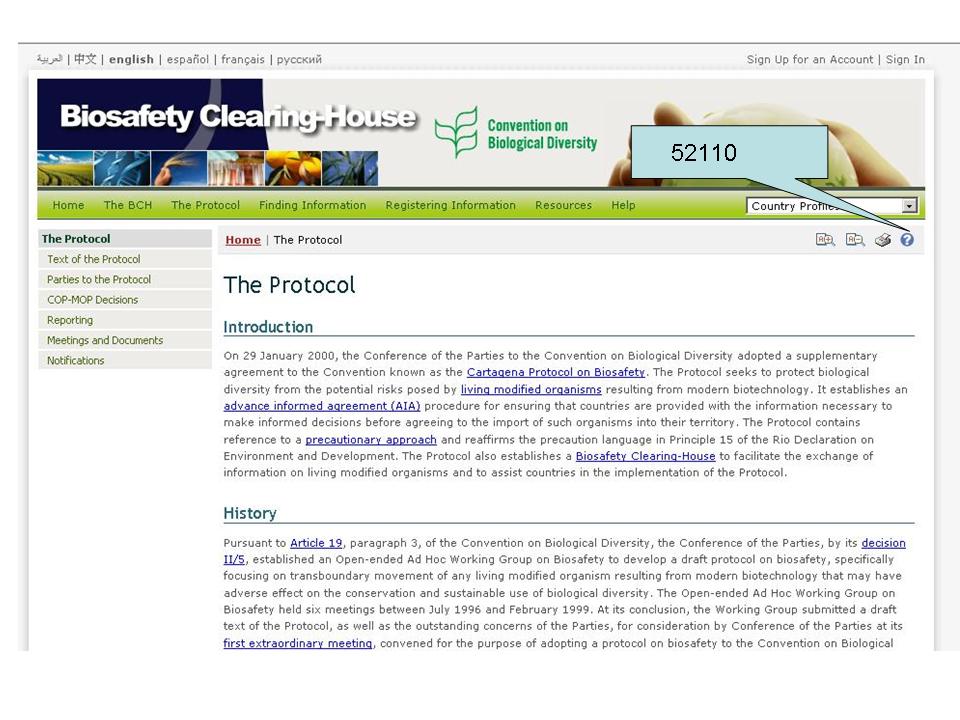 العربية | 中文 | english | español | français | русский
Sign Up for an Account | Sign In
Biosafety Clearing-House
Convention on
Biological Diversity
52110
Home The BCH The Protocol Finding Information Registering Information Resources Help
Country Profiles
The Protocol
Text of the Protocol
Parties to the Protocol
COP-MOP Decisions
Reporting
Meetings and Documents
Notifications
Home | The Protocol
The Protocol
Introduction
On 29 January 2000, the Conference of the Parties to the Convention on Biological Diversity adopted a supplementary
agreement to the Convention known as the Cartagena Protocol on Biosafety. The Protocol seeks to protect biological
diversity from the potential risks posed by living modified organisms resulting from modern biotechnology. It establishes an
advance informed agreement (AIA) procedure for ensuring that countries are provided with the information necessary to
make informed decisions before agreeing to the import of such organisms into their territory. The Protocol contains
reference to a precautionary approach and reaffirms the precaution language in Principle 15 of the Rio Declaration on
Environment and Development. The Protocol also establishes a Biosafety Clearing-House to facilitate the exchange of
information on living modified organisms and to assist countries in the implementation of the Protocol.
History
Pursuant to Article 19, paragraph 3, of the Convention on Biological Diversity, the Conference of the Parties, by its decision
II/5, established an Open-ended Ad Hoc Working Group on Biosafety to develop a draft protocol on biosafety, specifically
focusing on transboundary movement of any living modified organism resulting from modern biotechnology that may have
adverse effect on the conservation and sustainable use of biological diversity. The Open-ended Ad Hoc Working Group on
Biosafety held six meetings between July 1996 and February 1999. At its conclusion, the Working Group submitted a draft
text of the Protocol, as well as the outstanding concerns of the Parties, for consideration by Conference of the Parties at its
first extraordinary meeting, convened for the purpose of adopting a protocol on biosafety to the Convention on Biological